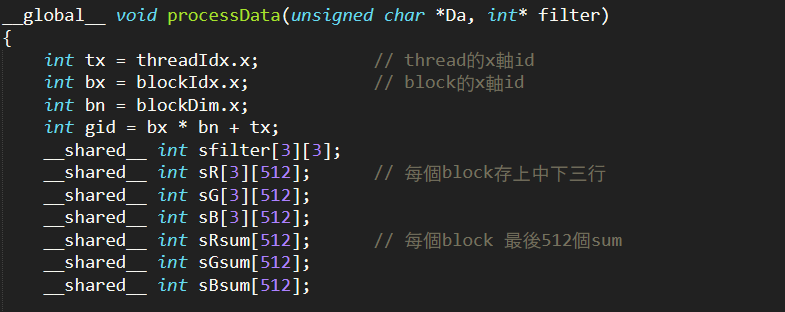 __global__ void processData(unsigned char *Da, int* filter)
{
    int tx = threadIdx.x;             // thread的x軸id
    int bx = blockIdx.x;              // block的x軸id
    int bn = blockDim.x;
    int gid = bx * bn + tx;
    __shared__ int sfilter[3][3];
    __shared__ int sR[3][512];        // 每個block存上中下三行
    __shared__ int sG[3][512];
    __shared__ int sB[3][512];
    __shared__ int sRsum[512];        // 每個block 最後512個sum
    __shared__ int sGsum[512];
    __shared__ int sBsum[512];